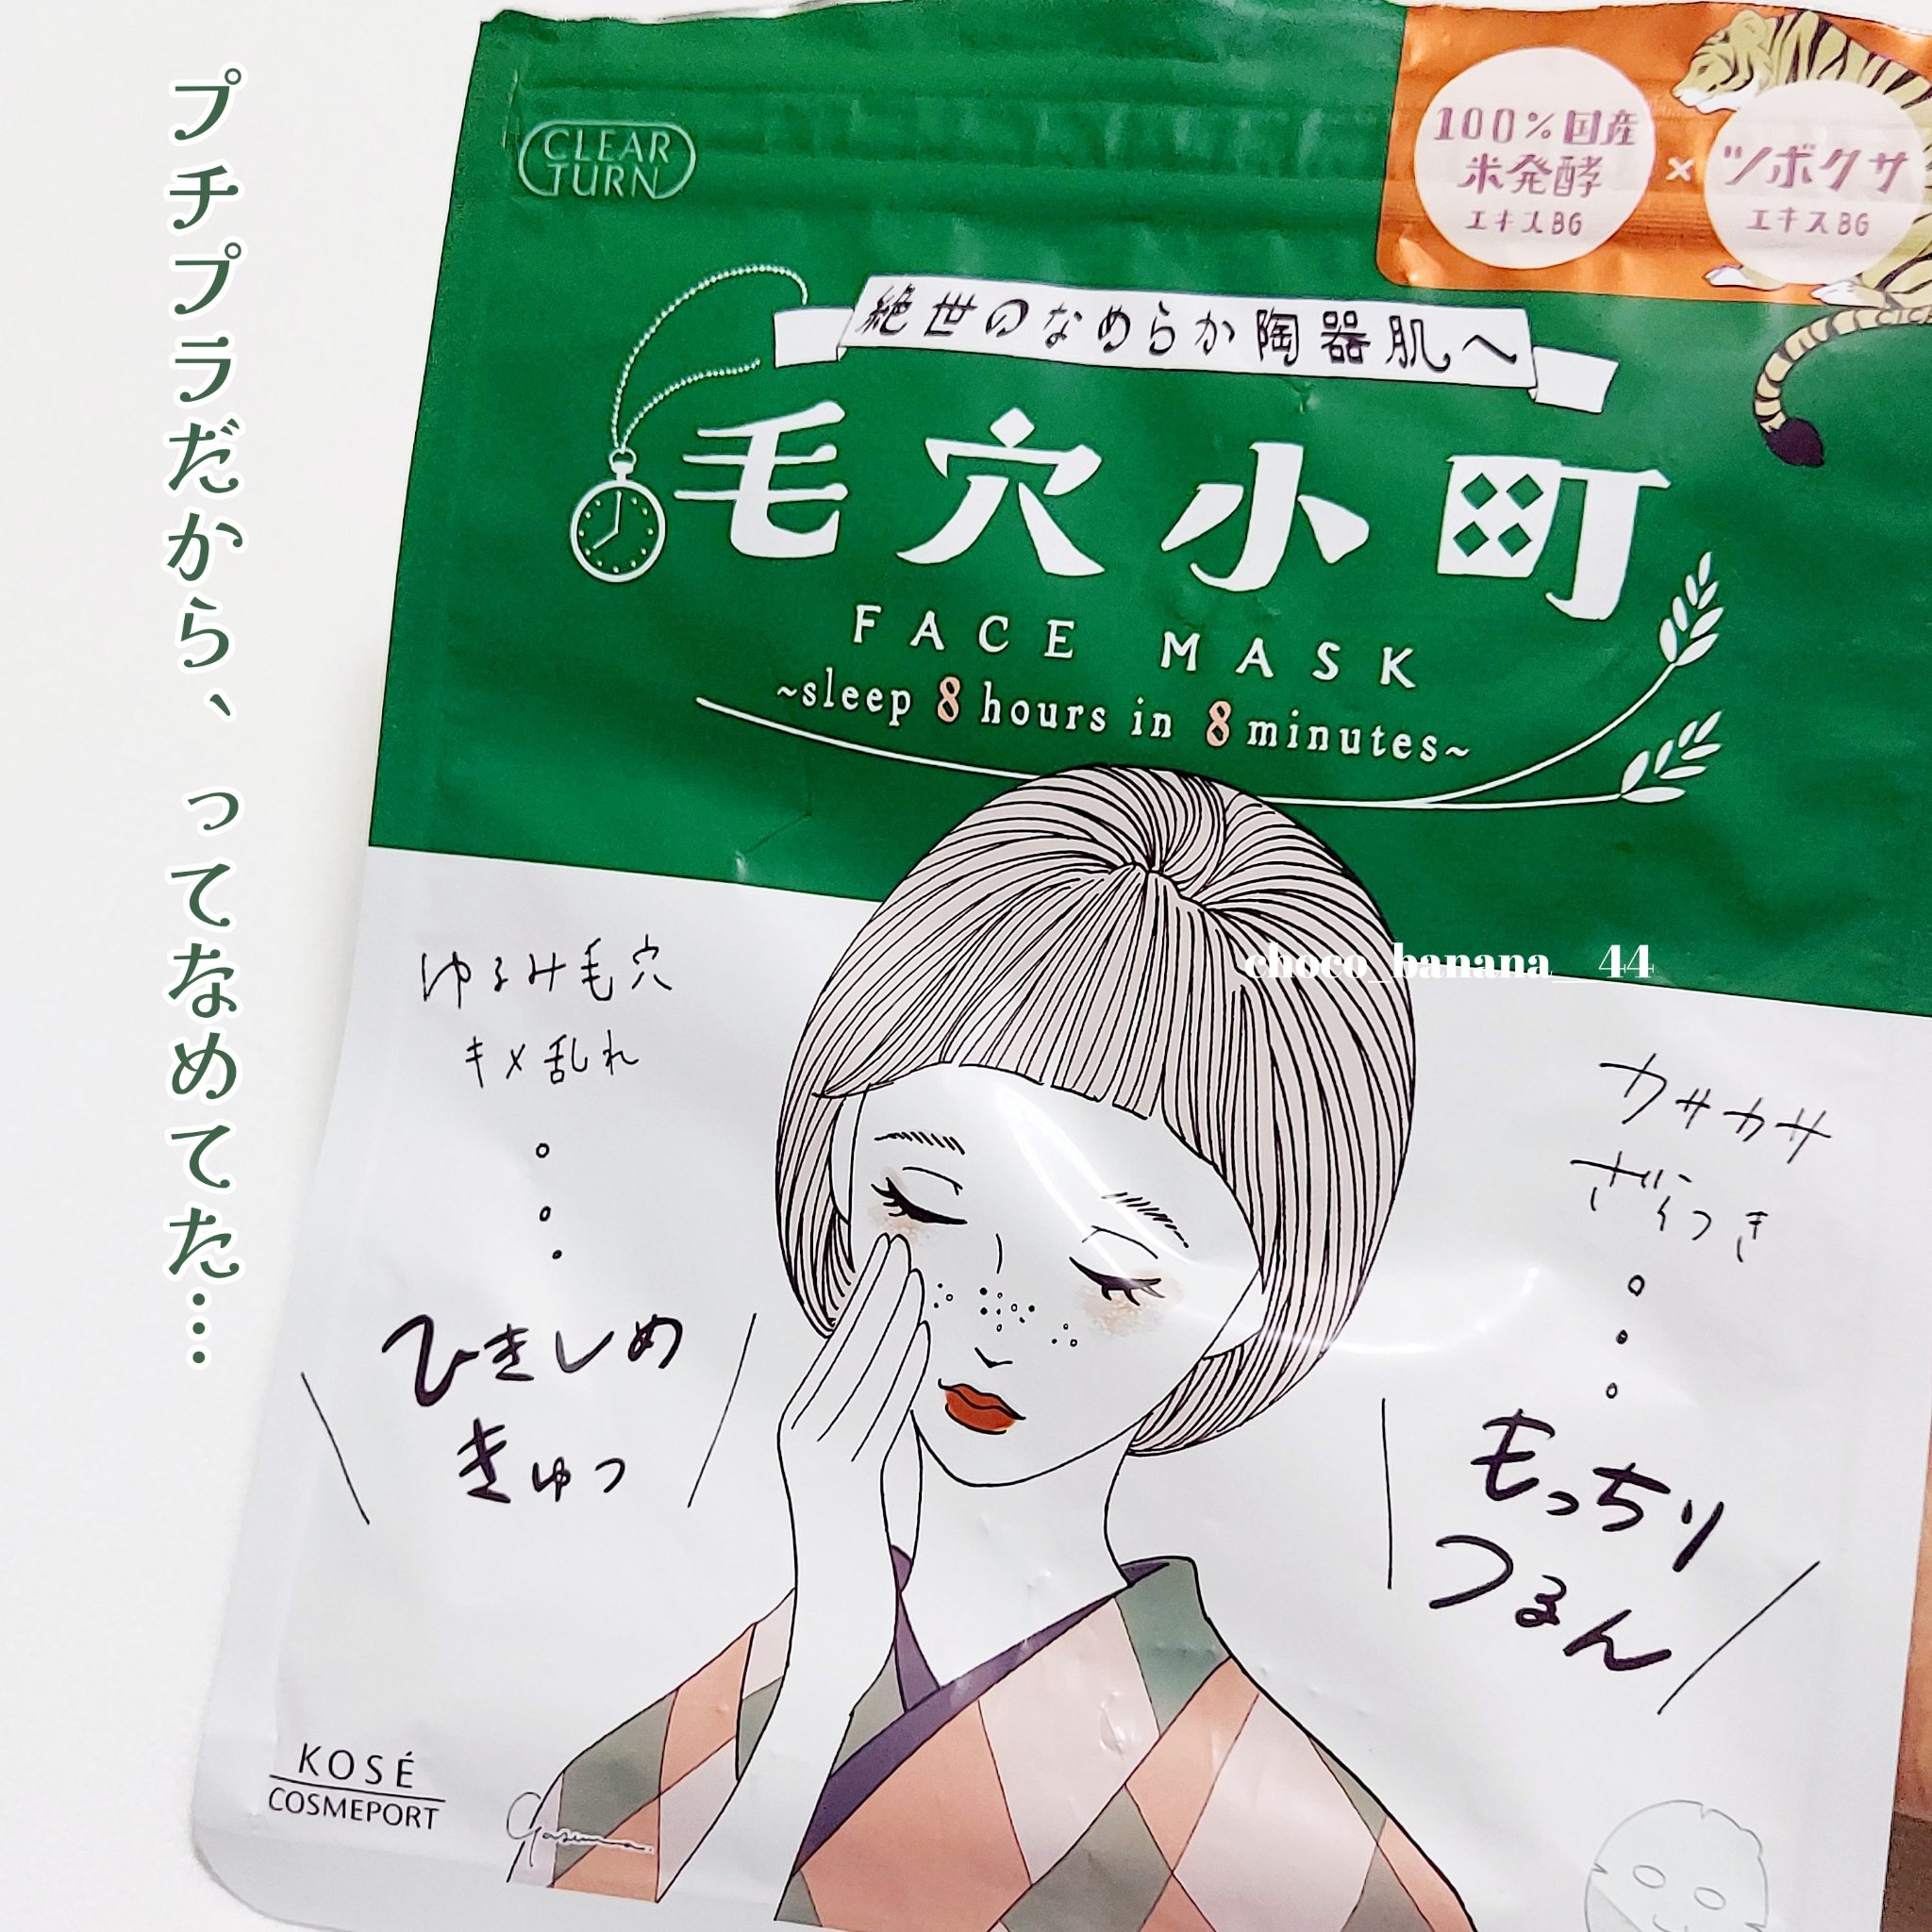 プチプラだから、ってなめてた…
CLEAR
TURN
100%国産
米発酵
エキスBG
×
ツボクサ
エキスBG
絶世のなめらか陶器肌へ
毛穴小町
FACE MASK
~sleep 8 hours in 8 minutes~
choco_banana__44
ゆるみ毛穴
キメ乱れ
ひきしめ
きゅっ
カサカサ
ざらつき
もっちり
つるん
KOSÉ
COSMEPORT